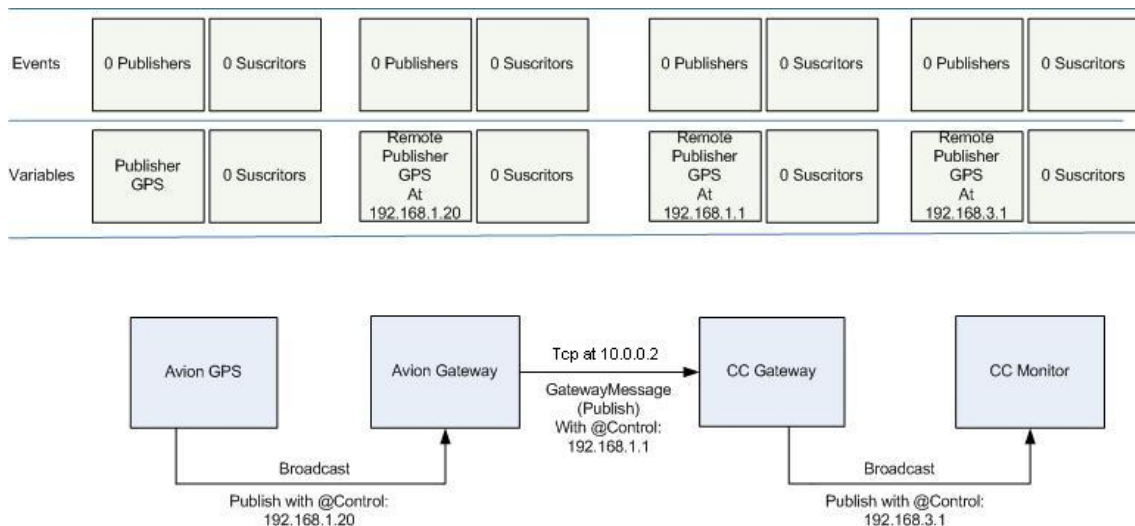 Events
0 Publishers
0 Suscritors
0 Publishers
0 Suscritors
0 Publishers
0 Suscritors
0 Publishers
0 Suscritors
Variables
Publisher
GPS
0 Suscritors
Remote
Publisher
GPS
At
192.168.1.20
0 Suscritors
Remote
Publisher
GPS
At
192.168.1.1
0 Suscritors
Remote
Publisher
GPS
At
192.168.3.1
0 Suscritors
Avion GPS
Avion Gateway
Tcp at 10.0.0.2
GatewayMessage
(Publish)
With @Control:
192.168.1.1
CC Gateway
CC Monitor
Broadcast
Publish with @Control:
192.168.1.20
Broadcast
Publish with @Control:
192.168.3.1